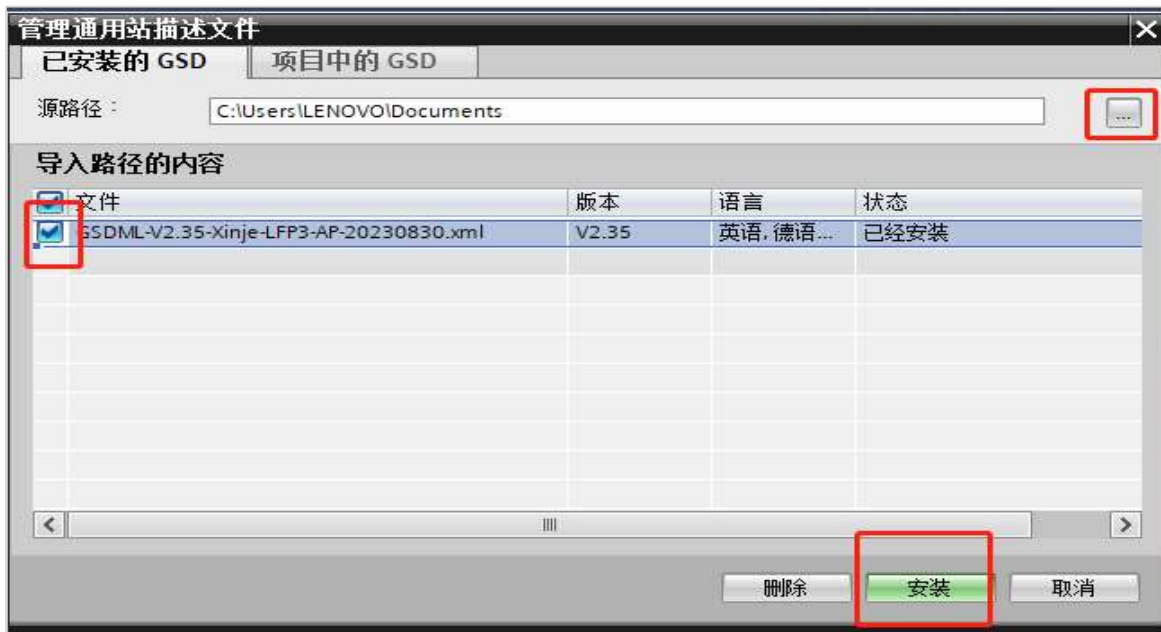 管理通用站描述文件
已安装的 GSD 项目中的 GSD
源路径： C:\Users\LENOVO\Documents ...
导入路径的内容
文件 版本 语言 状态
GSDML-V2.35-Xinje-LFP3-AP-20230830.xml V2.35 英语, 德语... 已经安装
删除 安装 取消